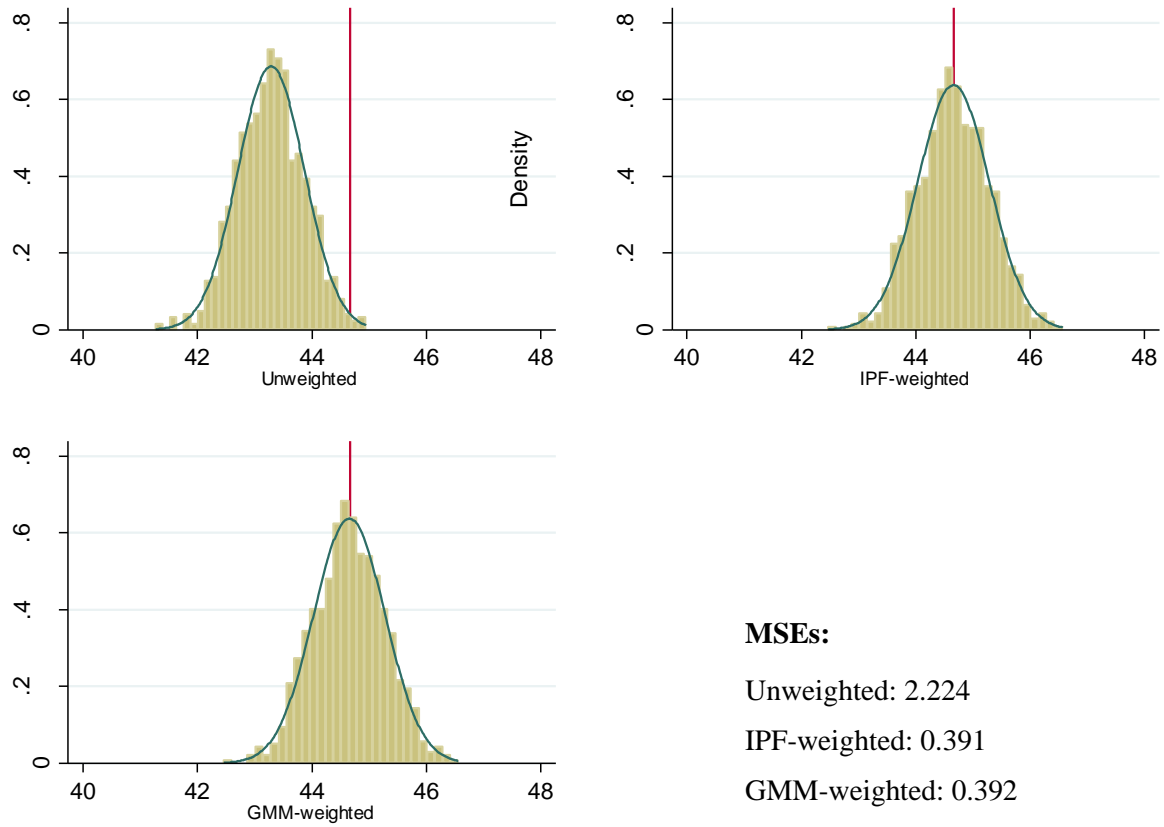 .8
.6
.4
.2
0
40 42 44 46 48
Unweighted
Density
.8
.6
.4
.2
0
40 42 44 46 48
IPF-weighted
.8
.6
.4
.2
0
40 42 44 46 48
GMM-weighted
MSEs:
Unweighted: 2.224
IPF-weighted: 0.391
GMM-weighted: 0.392